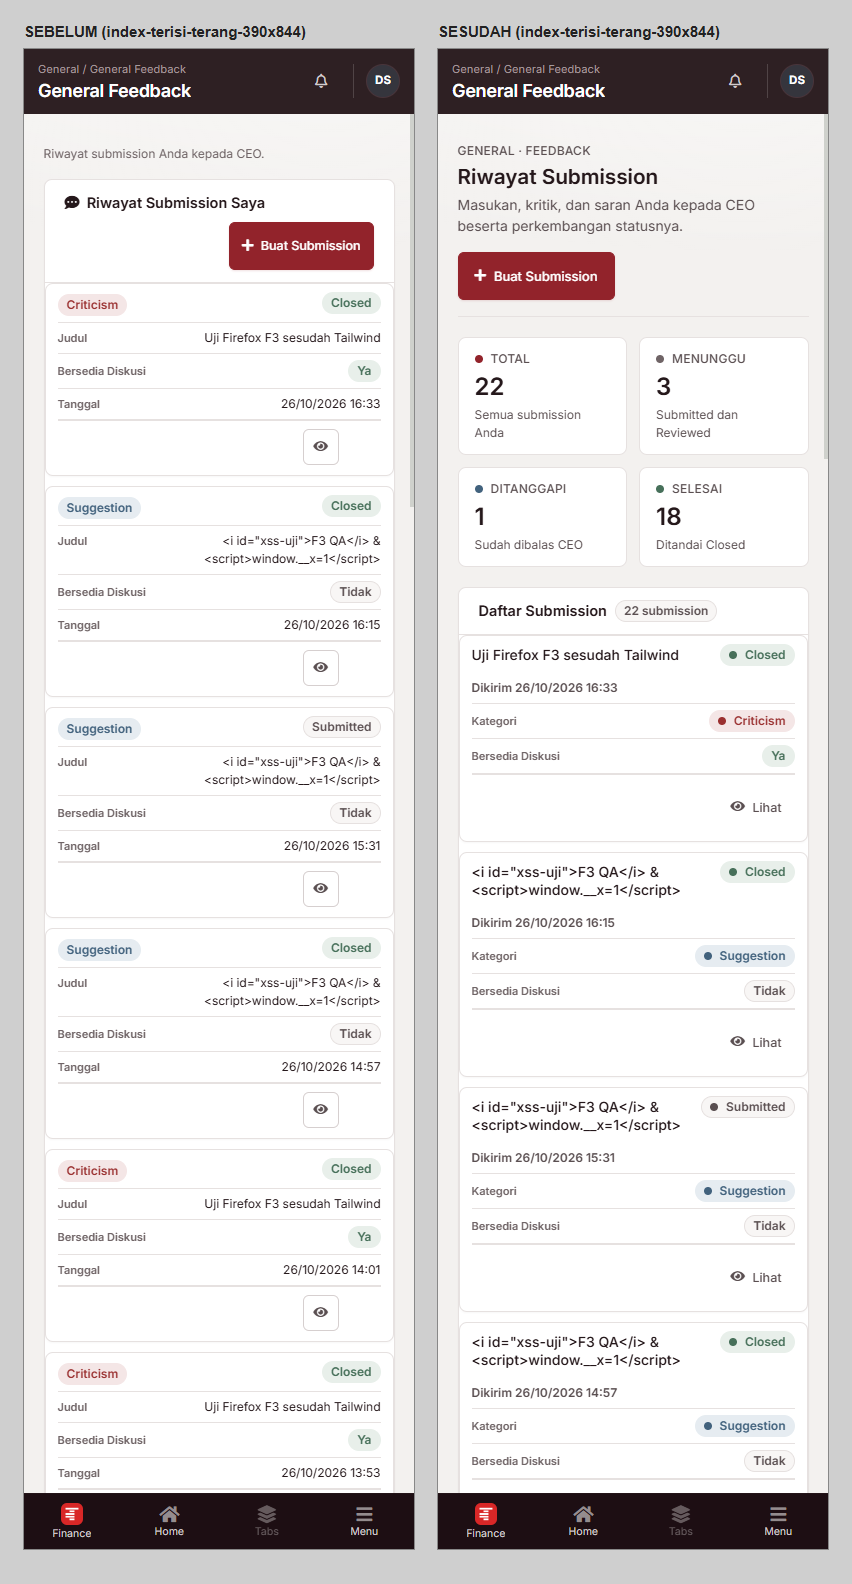 SEBELUM (index-terisi-terang-390x844)
General / General Feedback
General Feedback
DS
Riwayat submission Anda kepada CEO.
Riwayat Submission Saya
Buat Submission
Criticism
Closed
Judul
Uji Firefox F3 sesudah Tailwind
Bersedia Diskusi
Ya
Tanggal
26/10/2026 16:33
Suggestion
Closed
Judul
<i id="xss-uji">F3 QA</i> &
<script>window.__x=1</script>
Bersedia Diskusi
Tidak
Tanggal
26/10/2026 16:15
Suggestion
Submitted
Judul
<i id="xss-uji">F3 QA</i> &
<script>window.__x=1</script>
Bersedia Diskusi
Tidak
Tanggal
26/10/2026 15:31
Suggestion
Closed
Judul
<i id="xss-uji">F3 QA</i> &
<script>window.__x=1</script>
Bersedia Diskusi
Tidak
Tanggal
26/10/2026 14:57
Criticism
Closed
Judul
Uji Firefox F3 sesudah Tailwind
Bersedia Diskusi
Ya
Tanggal
26/10/2026 14:01
Criticism
Closed
Judul
Uji Firefox F3 sesudah Tailwind
Bersedia Diskusi
Ya
Tanggal
26/10/2026 13:53
Finance
Home
Tabs
Menu
SESUDAH (index-terisi-terang-390x844)
General / General Feedback
General Feedback
DS
GENERAL · FEEDBACK
Riwayat Submission
Masukan, kritik, dan saran Anda kepada CEO
beserta perkembangan statusnya.
Buat Submission
TOTAL
22
Semua submission
Anda
MENUNGGU
3
Submitted dan
Reviewed
DITANGGAPI
1
Sudah dibalas CEO
SELESAI
18
Ditandai Closed
Daftar Submission
22 submission
Uji Firefox F3 sesudah Tailwind
Closed
Dikirim 26/10/2026 16:33
Kategori
Criticism
Bersedia Diskusi
Ya
Lihat
<i id="xss-uji">F3 QA</i> &
<script>window.__x=1</script>
Closed
Dikirim 26/10/2026 16:15
Kategori
Suggestion
Bersedia Diskusi
Tidak
Lihat
<i id="xss-uji">F3 QA</i> &
<script>window.__x=1</script>
Submitted
Dikirim 26/10/2026 15:31
Kategori
Suggestion
Bersedia Diskusi
Tidak
Lihat
<i id="xss-uji">F3 QA</i> &
<script>window.__x=1</script>
Closed
Dikirim 26/10/2026 14:57
Kategori
Suggestion
Bersedia Diskusi
Tidak
Finance
Home
Tabs
Menu